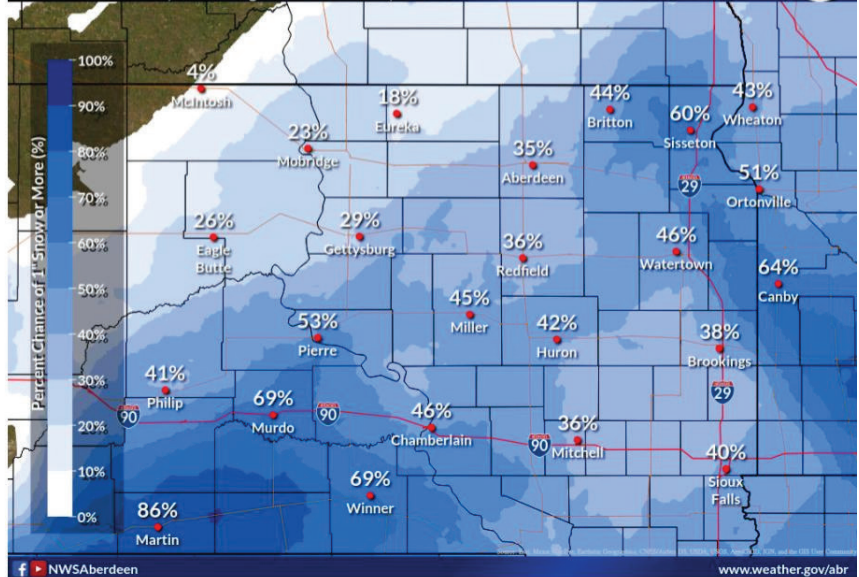 Percent Chance of 1" Snow or More (%)
100%
90%
80%
70%
60%
50%
40%
30%
20%
10%
0%
4%
McIntosh
18%
Eureka
44%
Britton
60%
Sisseton
43%
Wheaton
23%
Mobridge
35%
Aberdeen
29
51%
Ortonville
26%
Eagle
Butte
29%
Gettysburg
36%
Redfield
46%
Watertown
64%
Canby
45%
Miller
53%
Pierre
42%
Huron
38%
Brookings
41%
Philip
29
90
69%
Murdo
90
46%
Chamberlain
90
36%
Mitchell
40%
Sioux
Falls
69%
Winner
86%
Martin
NWSAberdeen
www.weather.gov/abr